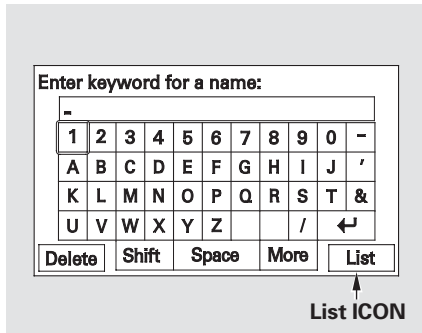 Enter keyword for a name:
-
1 2 3 4 5 6 7 8 9 0 -
A B C D E F G H I J '
K L M N O P Q R S T &
U V W X Y Z / ↵
Delete Shift Space More List
List ICON